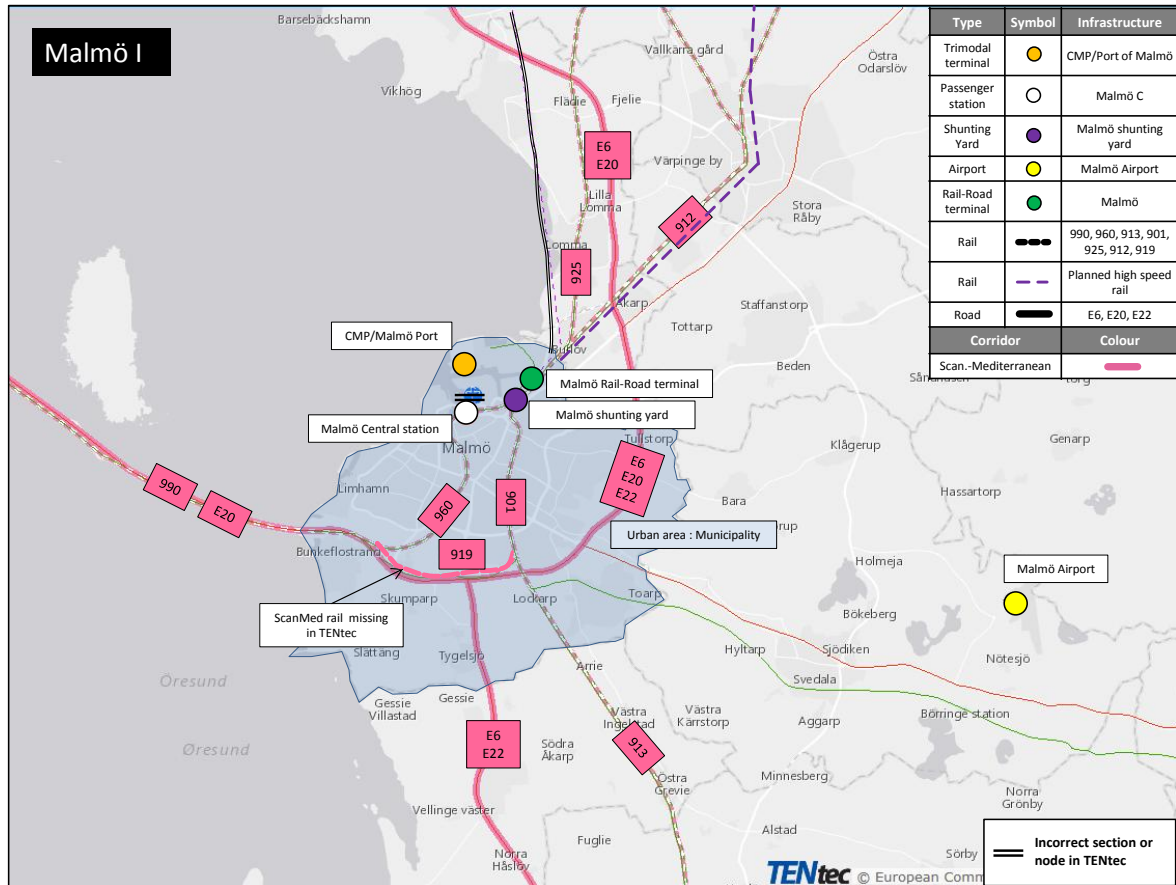 Malmö I
Barsebäckshamn
Vikhög
Vallkärra gård
Östra
Odarslöv
Flädie
Fjelie
E6
E20
Värpinge by
Lilla
Lomma
Stora
Råby
912
Lomma
925
Åkarp
Staffanstorp
Tottarp
Burlöv
Beden
CMP/Malmö Port
Malmö Rail-Road terminal
Malmö shunting yard
Malmö Central station
Malmö
Tullstorp
Klågerup
Genarp
E6
E20
E22
Limhamn
990
E20
960
901
Bara
Hassartorp
Urban area : Municipality
Bunkeflostrand
919
Holmeja
Malmö Airport
Skumparp
Lockarp
Toarp
Bökeberg
ScanMed rail missing
in TENtec
Slättäng
Tygelsjö
Hyltarp
Sjödiken
Nötesjö
Arrie
Svedala
Öresund
Gessie
Villastad
Gessie
Västra
Ingelstad
Västra
Kärrstorp
Aggarp
Börringe station
E6
E22
Øresund
Södra
Åkarp
913
Östra
Grevie
Minnesberg
Norra
Grönby
Vellinge väster
Fuglie
Alstad
Norra
Håslöv
Sörby
TENtec © European Comm
Type Symbol Infrastructure
Trimodal
terminal
CMP/Port of Malmö
Passenger
station
Malmö C
Shunting
Yard
Malmö shunting
yard
Airport
Malmö Airport
Rail-Road
terminal
Malmö
Rail
990, 960, 913, 901,
925, 912, 919
Rail
Planned high speed
rail
Road
E6, E20, E22
Corridor Colour
Scan.-Mediterranean
Incorrect section or
node in TENtec